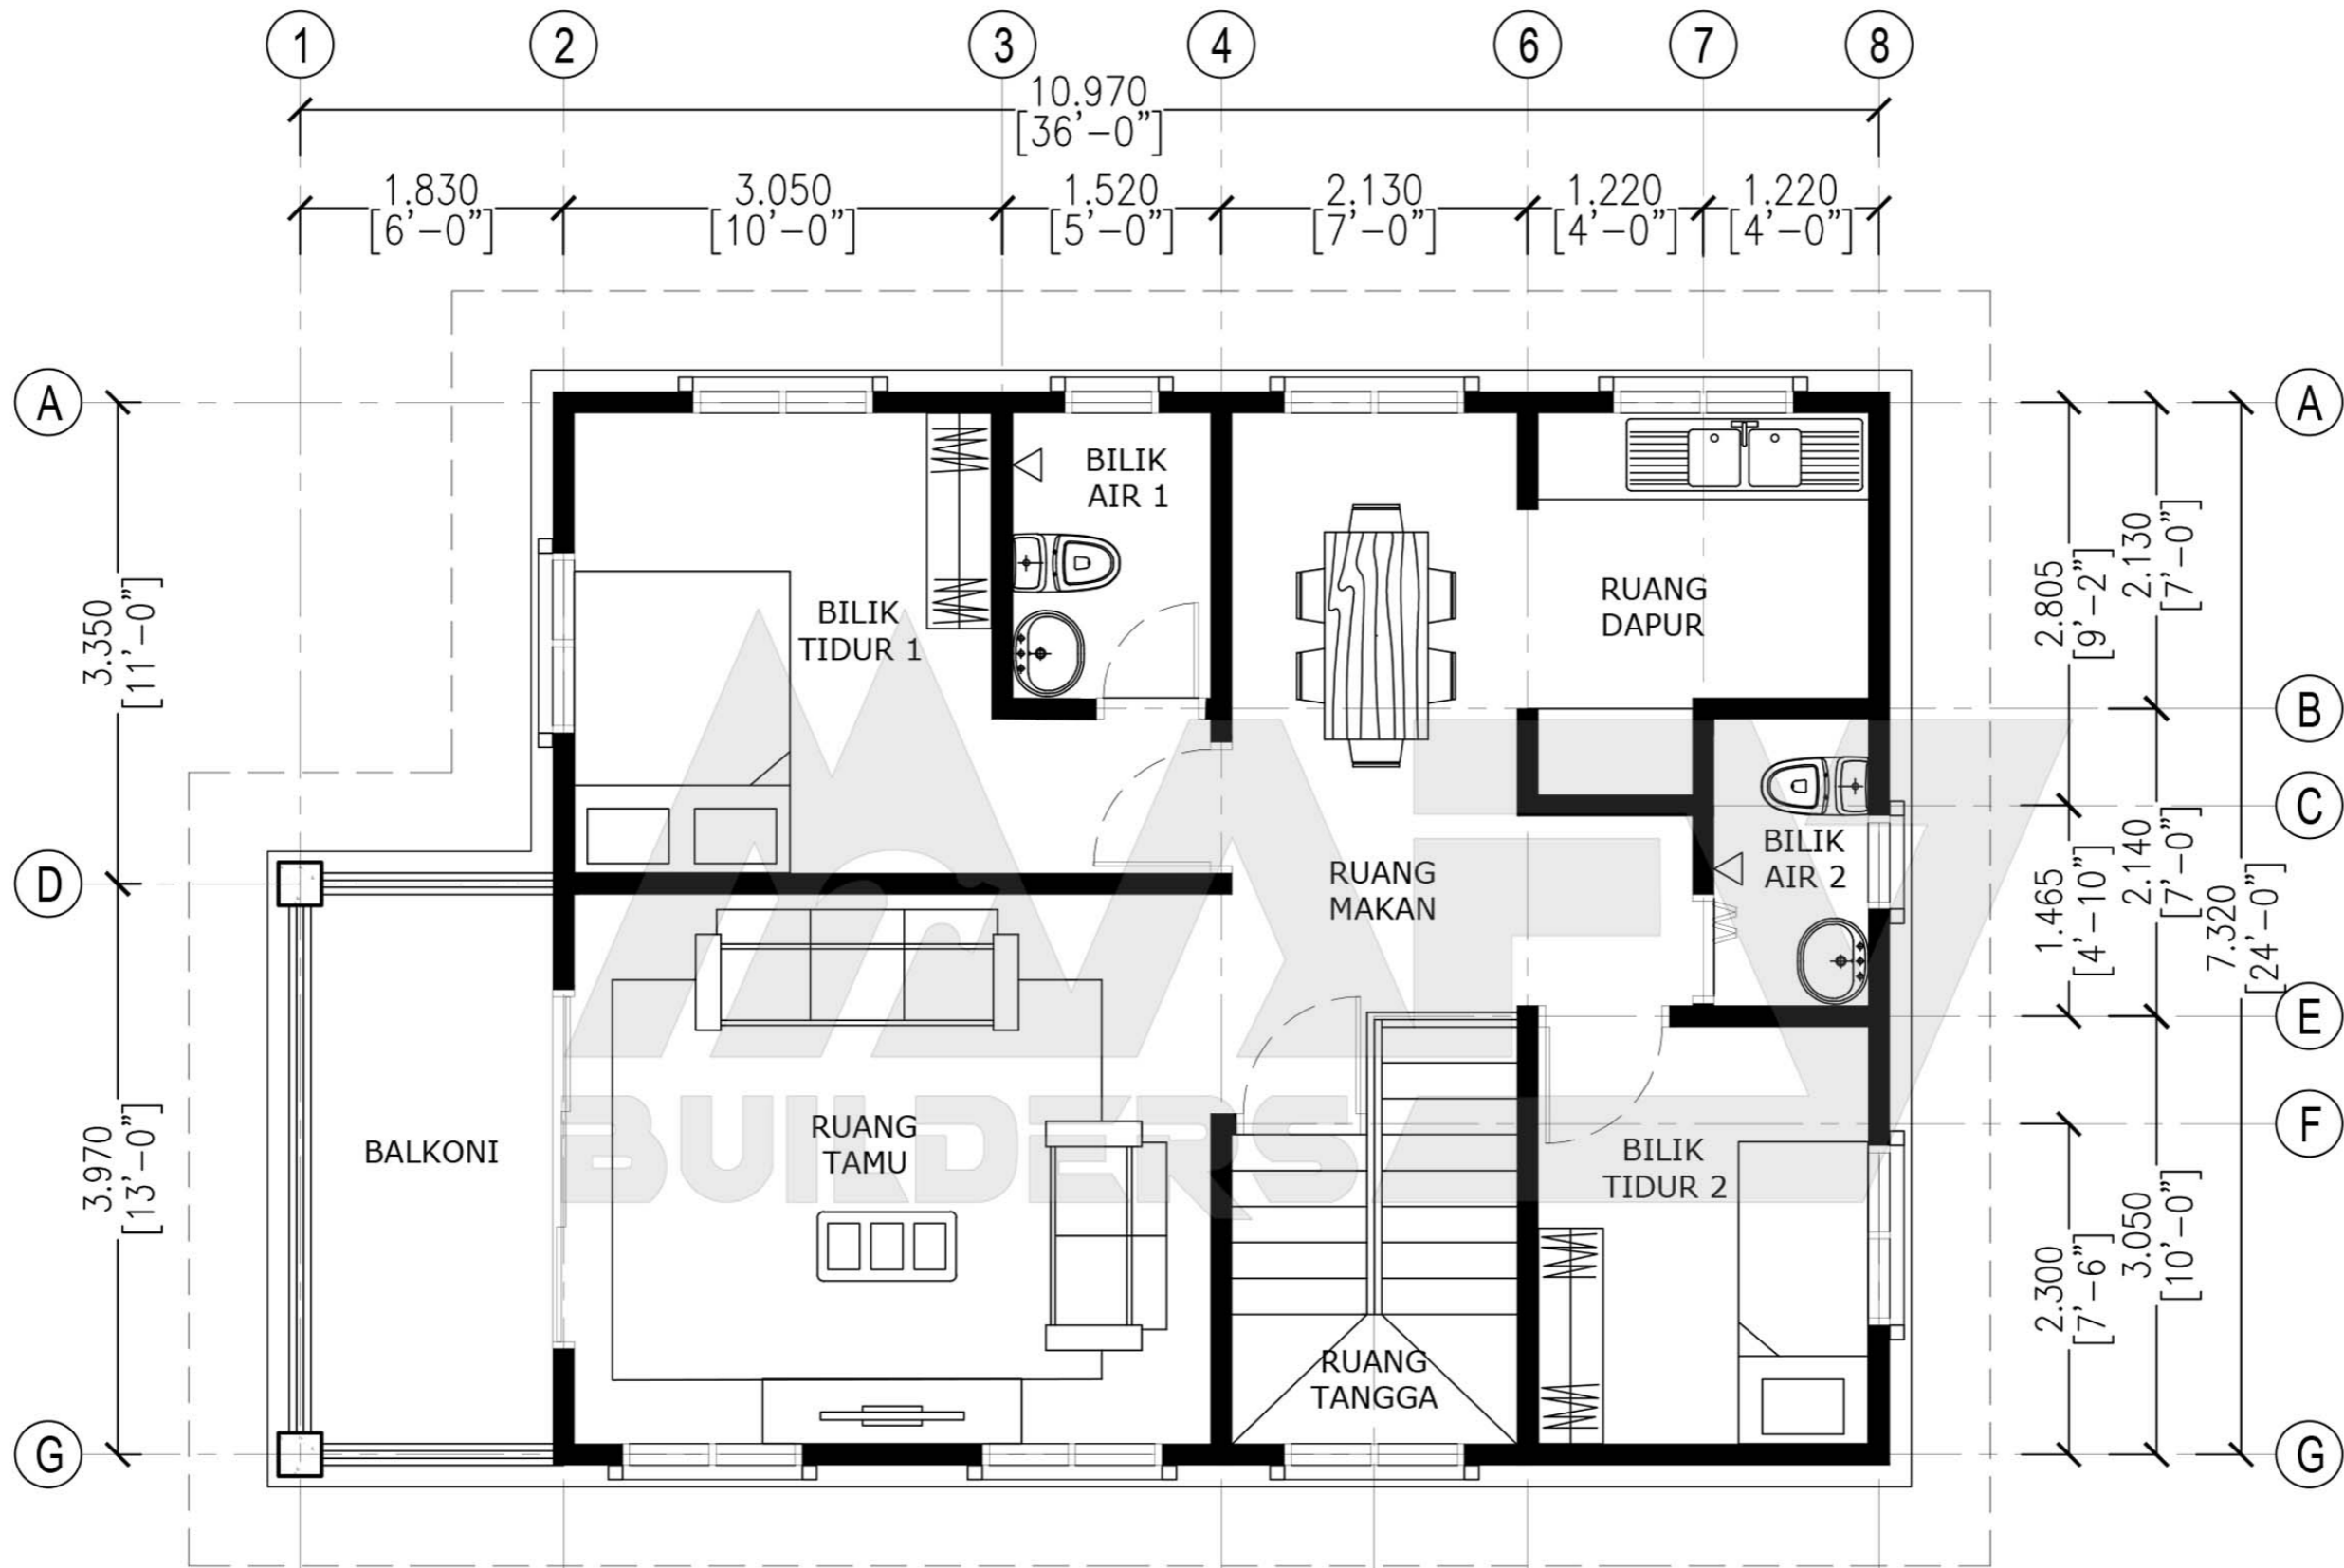 1 2 3 4 6 7 8
10.970
[36'-0"]
1.830 3.050 1.520 2.130 1.220 1.220
[6'-0"] [10'-0"] [5'-0"] [7'-0"] [4'-0"] [4'-0"]
A
3.350
[11'-0"]
D
3.970
[13'-0"]
G
BILIK
TIDUR 1
BILIK
AIR 1
RUANG
DAPUR
RUANG
MAKAN
BILIK
AIR 2
BALKONI
RUANG
TAMU
BILIK
TIDUR 2
RUANG
TANGGA
BUILDERS
2.805
[9'-2"]
1.465
[4'-10"]
2.300
[7'-6"]
2.130
[7'-0"]
2.140
[7'-0"]
3.050
[10'-0"]
7.320
[24'-0"]
A
B
C
E
F
G